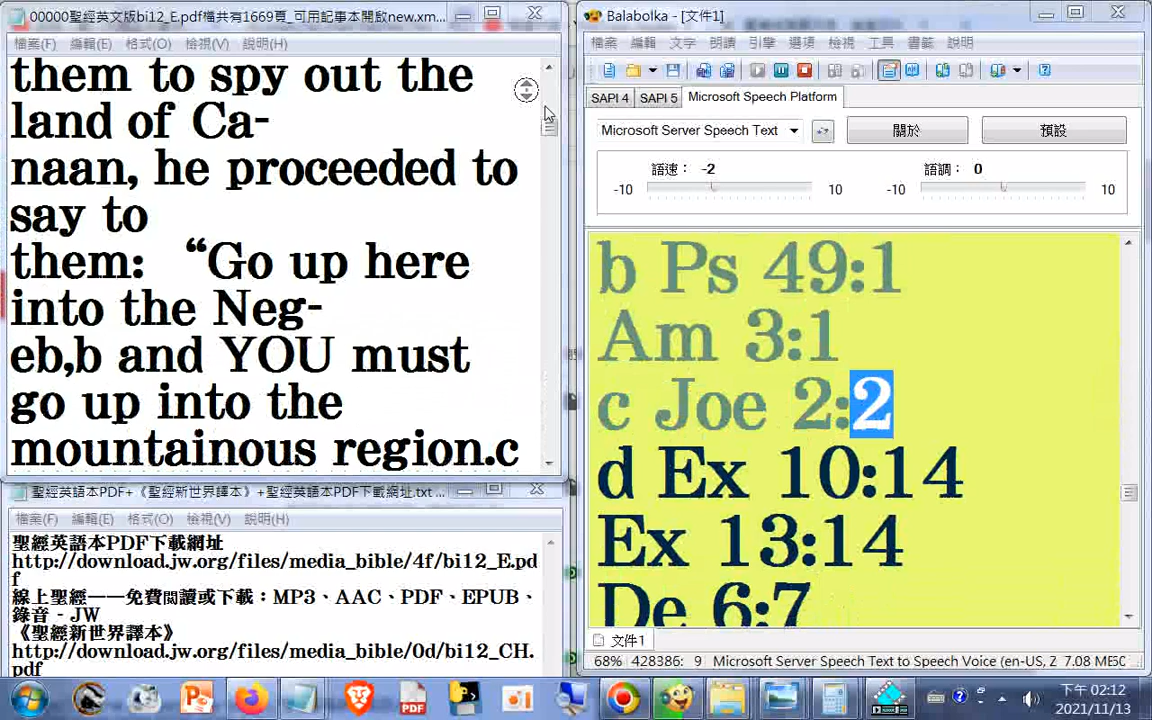 00000聖經英文版bi12_E.pdf檔共有1669頁_可用記事本開啟new.xm...
檔案(F) 編輯(E) 格式(O) 檢視(V) 說明(H)
them to spy out the
land of Ca-
naan, he proceeded to
say to
them: “Go up here
into the Neg-
eb,b and YOU must
go up into the
mountainous region.c
聖經英語本PDF+《聖經新世界譯本》+聖經英語本PDF下載網址.txt ...
檔案(F) 編輯(E) 格式(O) 檢視(V) 說明(H)
聖經英語本PDF下載網址
http://download.jw.org/files/media_bible/4f/bi12_E.pd
f
線上聖經——免費閱讀或下載：MP3、AAC、PDF、EPUB、
錄音 - JW
《聖經新世界譯本》
http://download.jw.org/files/media_bible/0d/bi12_CH.
pdf
Balabolka - [文件1]
檔案 編輯 文字 朗讀 引擎 選項 檢視 工具 書籤 說明
SAPI 4 SAPI 5 Microsoft Speech Platform
Microsoft Server Speech Text 關於 預設
語速： -2 語調： 0
-10 10 -10 10
b Ps 49:1
Am 3:1
c Joe 2:2
d Ex 10:14
Ex 13:14
De 6:7
文件1
68% 428386: 9 Microsoft Server Speech Text to Speech Voice (en-US, Z 7.08 ME
下午 02:12
2021/11/13